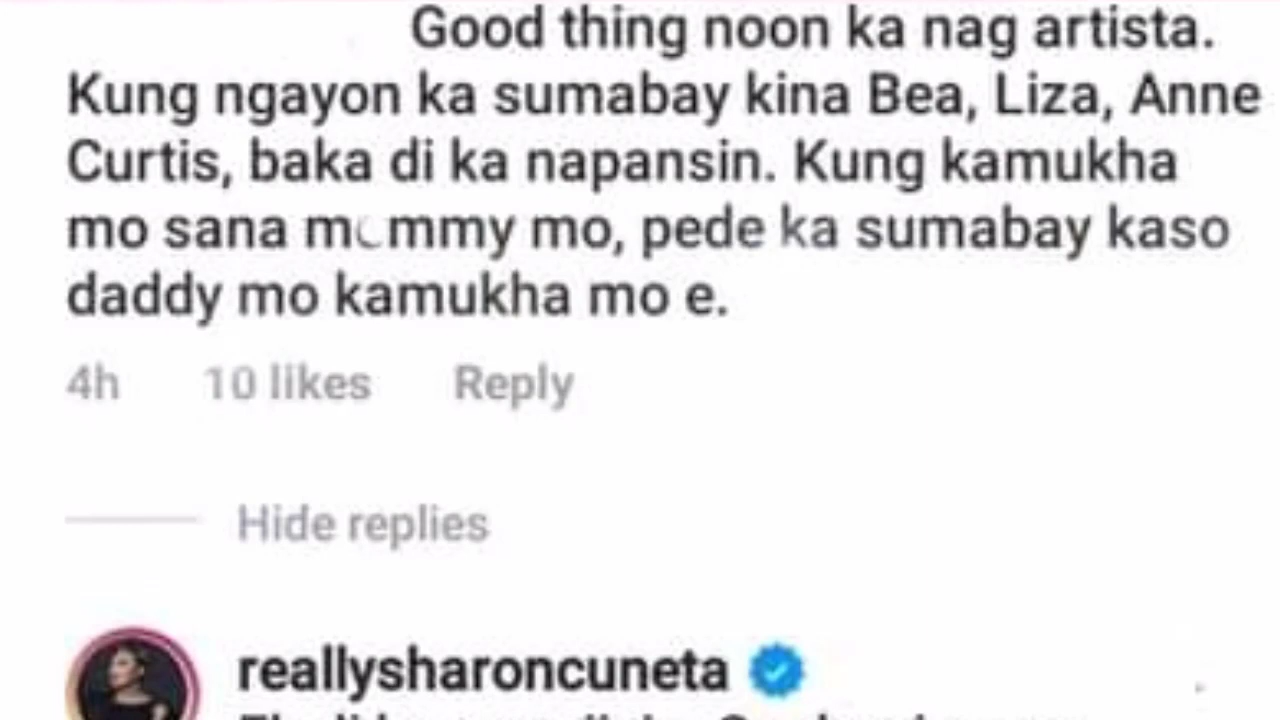 Good thing noon ka nag artista.
Kung ngayon ka sumabay kina Bea, Liza, Anne
Curtis, baka di ka napansin. Kung kamukha
mo sana mommy mo, pede ka sumabay kaso
daddy mo kamukha mo e.
4h 10 likes Reply
Hide replies
reallysharoncuneta